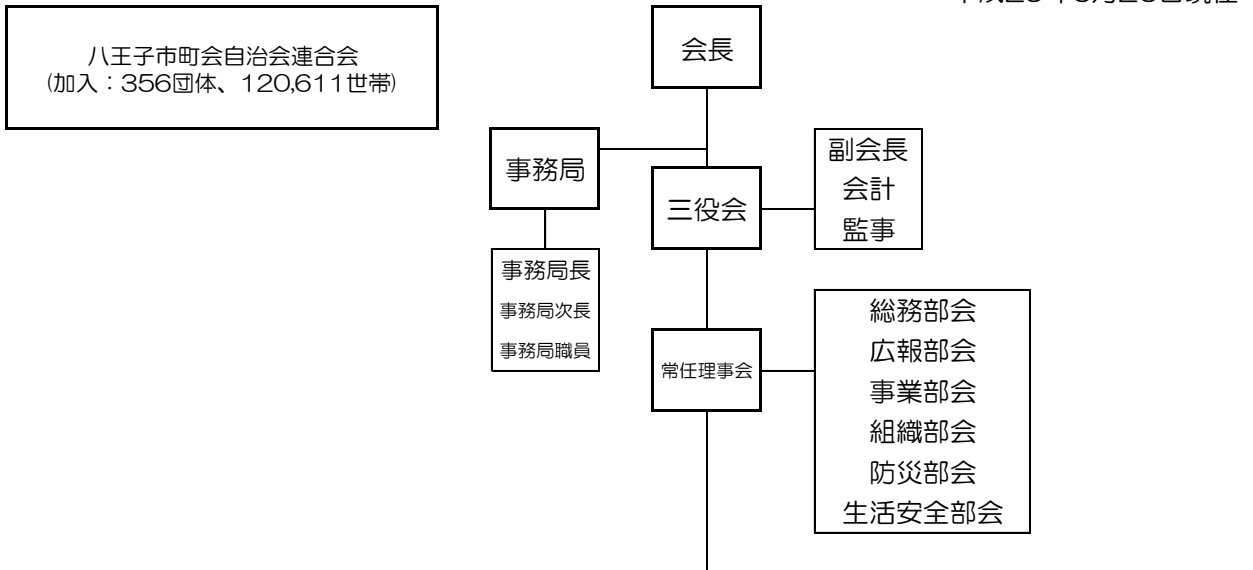 八王子市町会自治会連合会
(加入：356団体、120,611世帯)
会長
事務局
副会長
会計
監事
三役会
事務局長
事務局次長
事務局職員
常任理事会
総務部会
広報部会
事業部会
組織部会
防災部会
生活安全部会